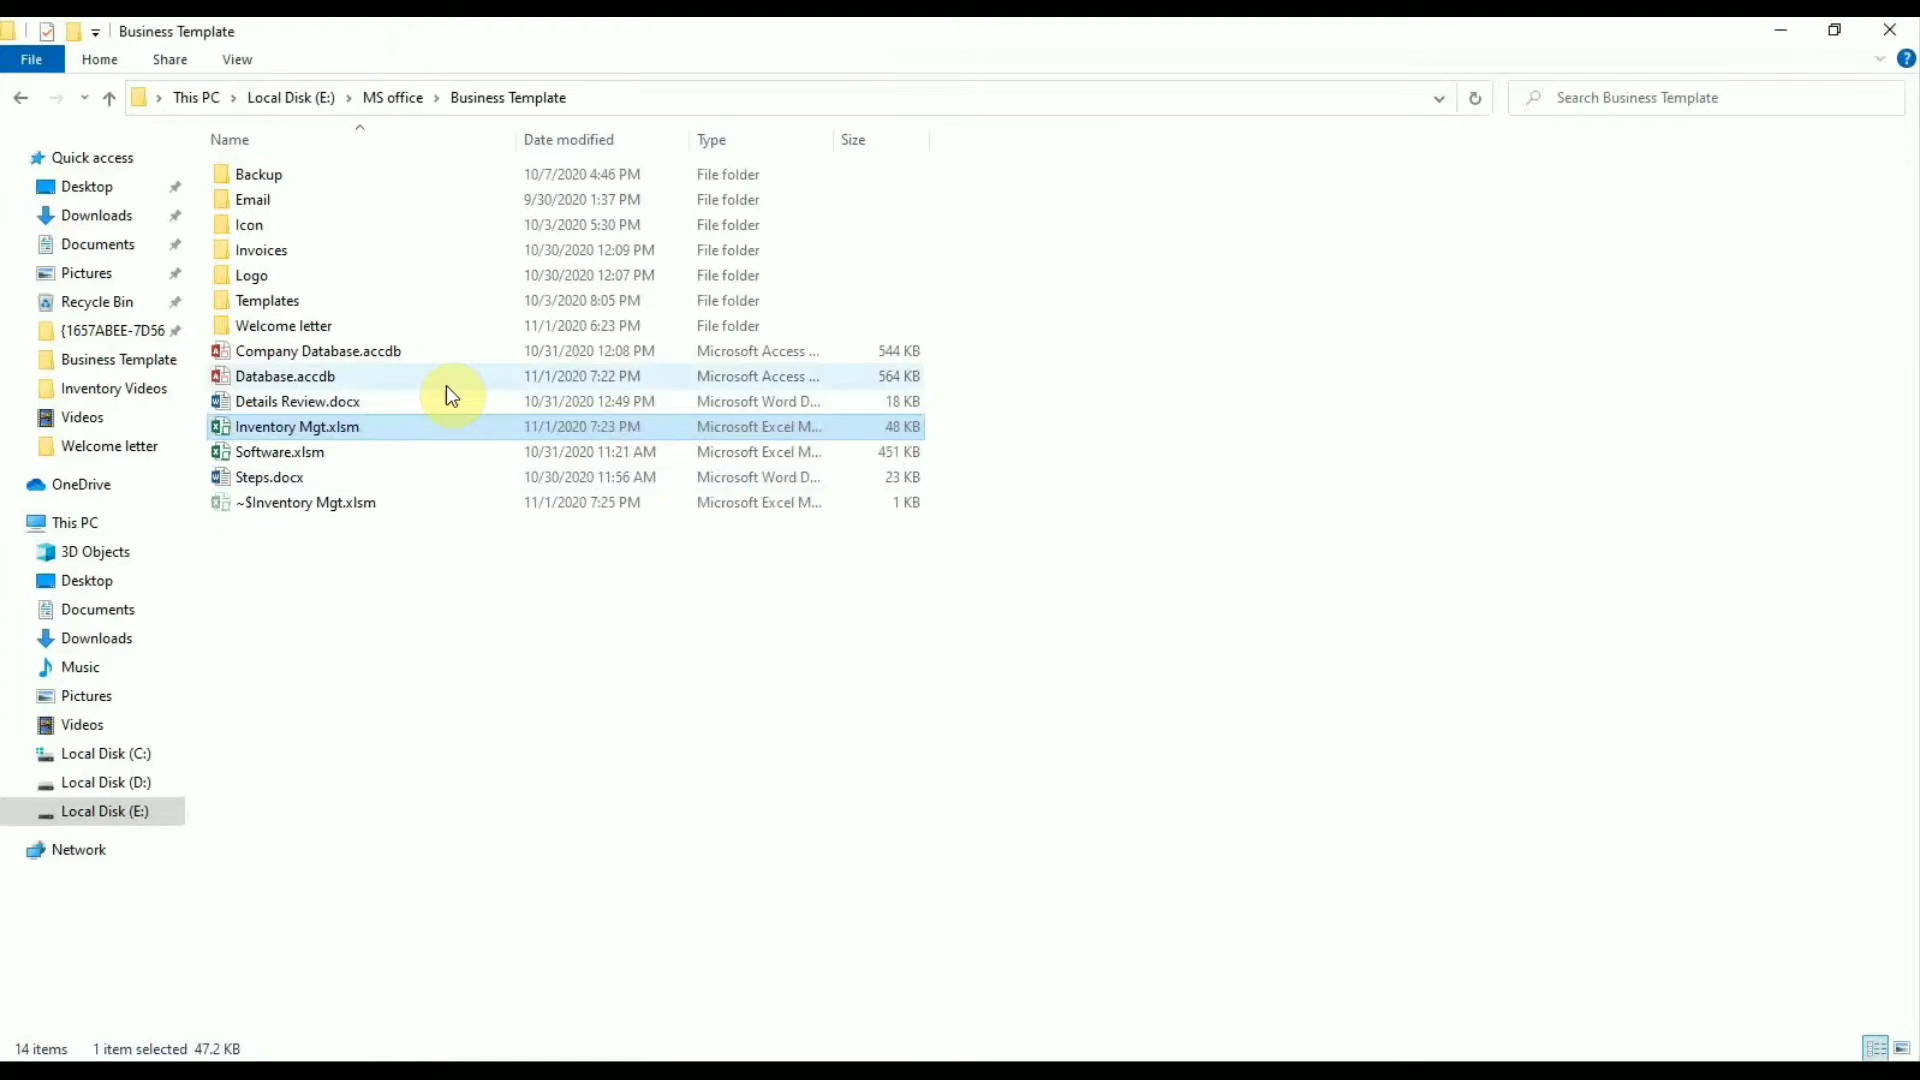 Business Template
File Home Share View
This PC Local Disk (E:) MS office Business Template
Search Business Template
Name Date modified Type Size
Quick access
Desktop
Downloads
Documents
Pictures
Recycle Bin
{1657ABEE-7D56
Business Template
Inventory Videos
Videos
Welcome letter
OneDrive
This PC
3D Objects
Desktop
Documents
Downloads
Music
Pictures
Videos
Local Disk (C:)
Local Disk (D:)
Local Disk (E:)
Network
Backup 10/7/2020 4:46 PM File folder
Email 9/30/2020 1:37 PM File folder
Icon 10/3/2020 5:30 PM File folder
Invoices 10/30/2020 12:09 PM File folder
Logo 10/30/2020 12:07 PM File folder
Templates 10/3/2020 8:05 PM File folder
Welcome letter 11/1/2020 6:23 PM File folder
Company Database.accdb 10/31/2020 12:08 PM Microsoft Access ... 544 KB
Database.accdb 11/1/2020 7:22 PM Microsoft Access ... 564 KB
Details Review.docx 10/31/2020 12:49 PM Microsoft Word D... 18 KB
Inventory Mgt.xlsm 11/1/2020 7:23 PM Microsoft Excel M... 48 KB
Software.xlsm 10/31/2020 11:21 AM Microsoft Excel M... 451 KB
Steps.docx 10/30/2020 11:56 AM Microsoft Word D... 23 KB
~$Inventory Mgt.xlsm 11/1/2020 7:25 PM Microsoft Excel M... 1 KB
14 items 1 item selected 47.2 KB